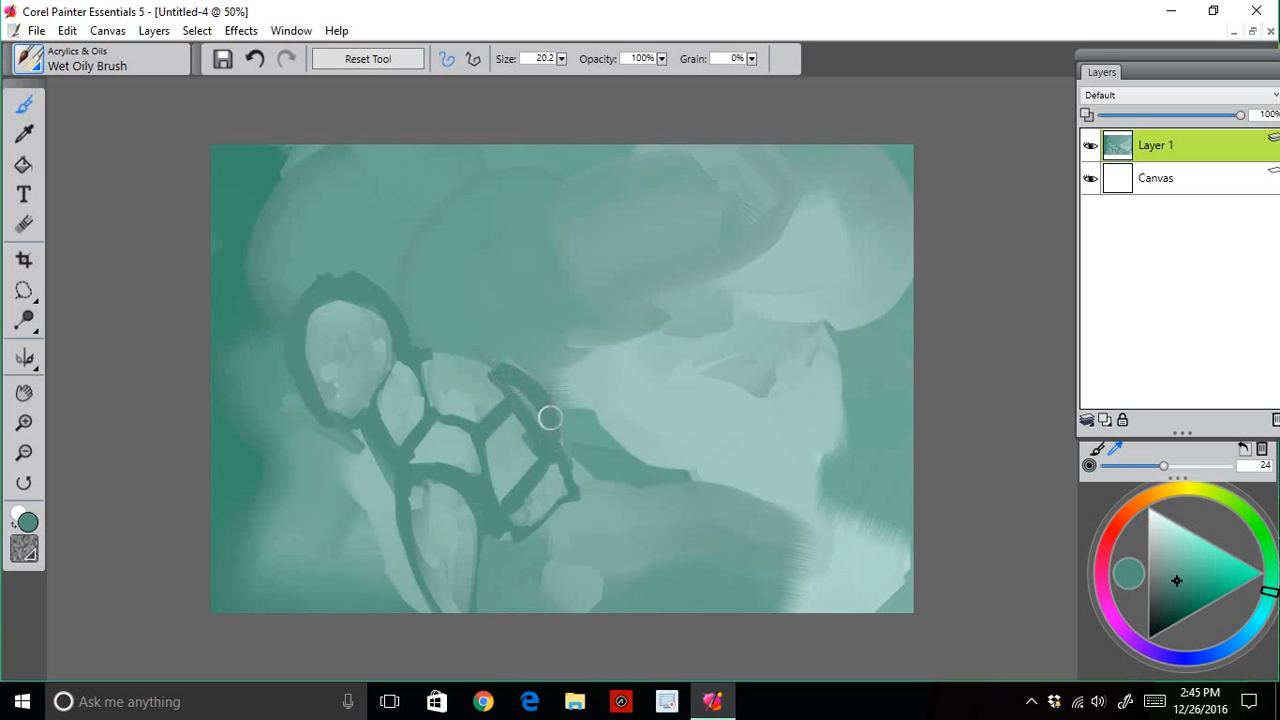 Corel Painter Essentials 5 - [Untitled-4 @ 50%]
File Edit Canvas Layers Select Effects Window Help
Acrylics & Oils
Wet Oily Brush
Reset Tool
Size: 20.2
Opacity: 100%
Grain: 0%
Layers
Default
100%
Layer 1
Canvas
T
24
Ask me anything
2:45 PM
12/26/2016